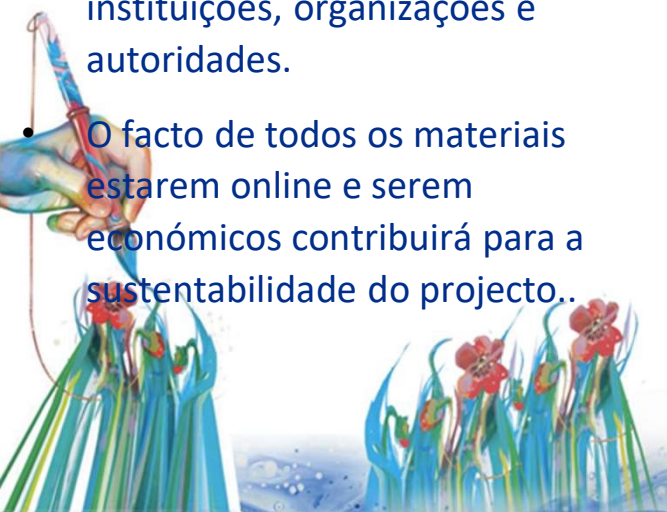 instituições, organizações e
autoridades.
• O facto de todos os materiais
estarem online e serem
económicos contribuirá para a
sustentabilidade do projecto..